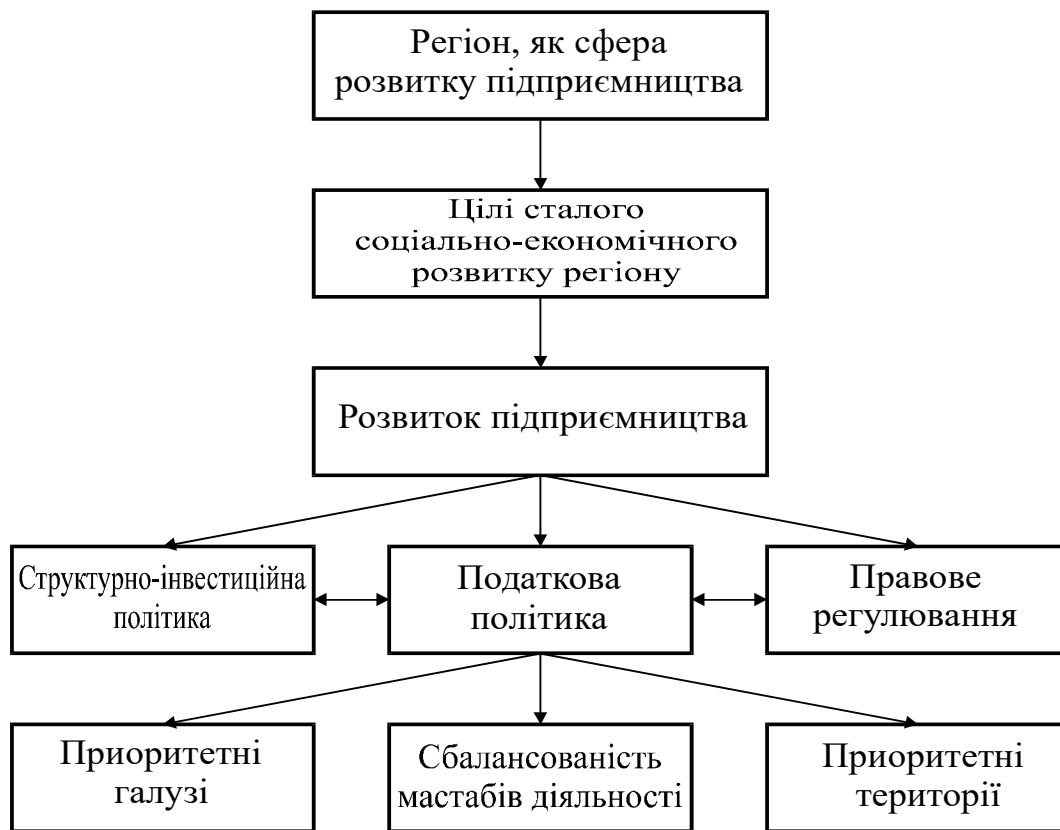 Регіон, як сфера
розвитку підприємництва
Цілі сталого
соціально-економічного
розвитку регіону
Розвиток підприємництва
Структурно-інвестиційна
політика
Податкова
політика
Правове
регулювання
Приоритетні
галузі
Сбалансованість
мастабів діяльності
Приоритетні
території